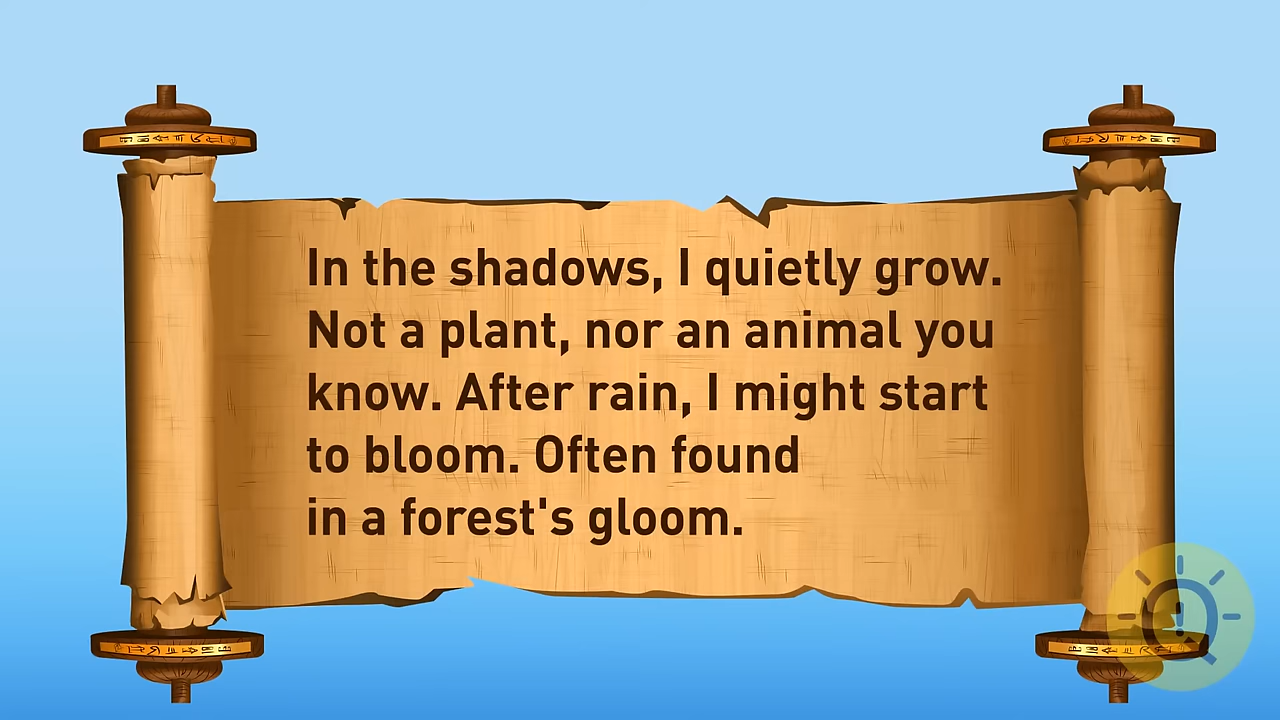 In the shadows, I quietly grow.
Not a plant, nor an animal you
know. After rain, I might start
to bloom. Often found
in a forest's gloom.